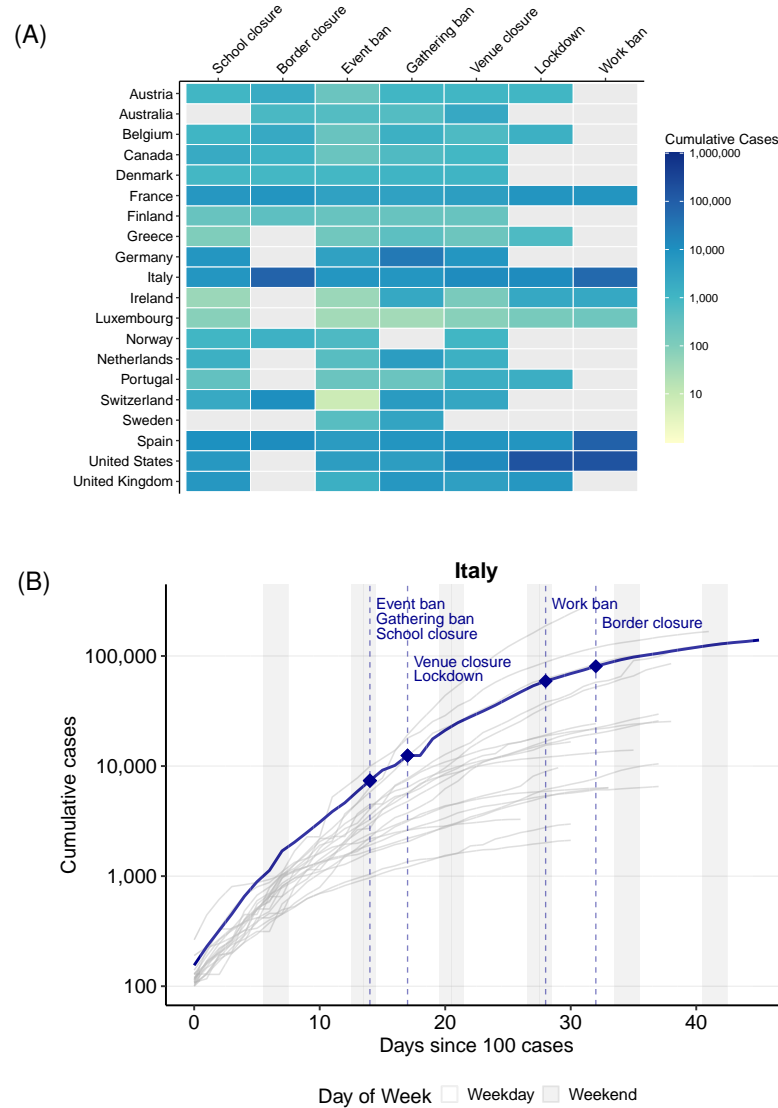 (A)
School closure
Border closure
Event ban
Gathering ban
Venue closure
Lockdown
Work ban
Austria
Australia
Belgium
Canada
Denmark
France
Finland
Greece
Germany
Italy
Ireland
Luxembourg
Norway
Netherlands
Portugal
Switzerland
Sweden
Spain
United States
United Kingdom
Cumulative Cases
1,000,000
100,000
10,000
1,000
100
10
(B)
Italy
Event ban
Gathering ban
School closure
Venue closure
Lockdown
Work ban
Border closure
Cumulative cases
100,000
10,000
1,000
100
0
10
20
30
40
Days since 100 cases
Day of Week
Weekday
Weekend